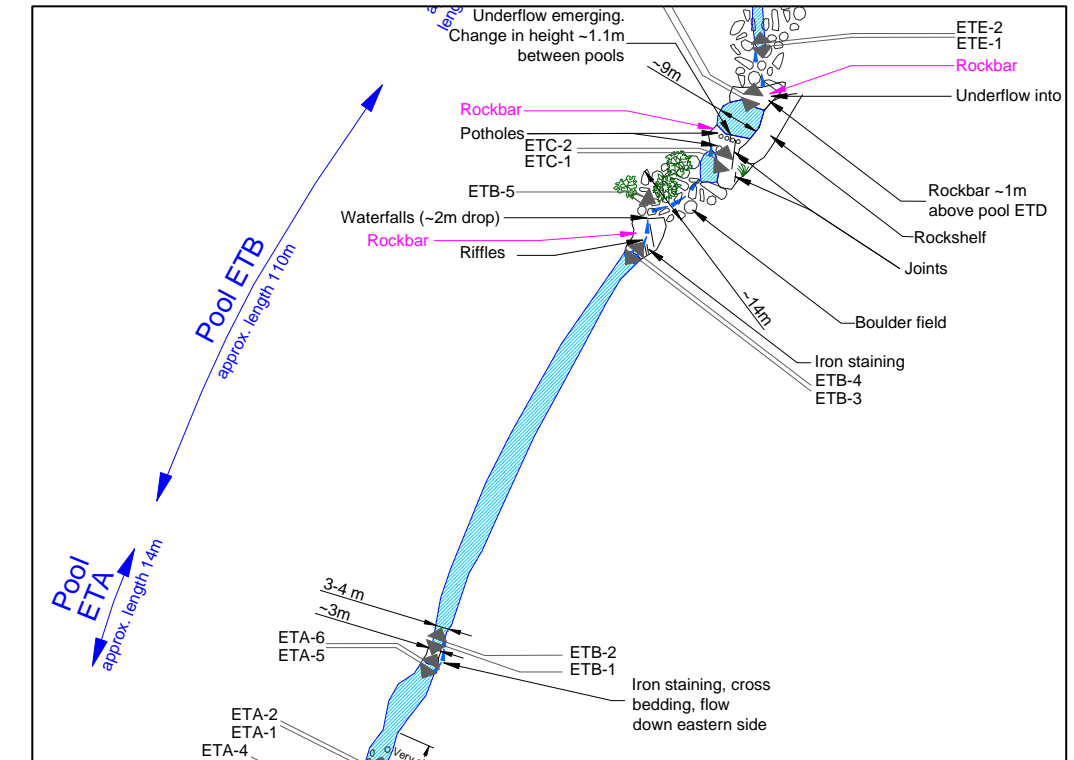 Underflow emerging.
Change in height ~1.1m
between pools
~9m
ETE-2
ETE-1
Rockbar
Underflow into
Rockbar
Potholes
ETC-2
ETC-1
ETB-5
Waterfalls (~2m drop)
Rockbar
Riffles
Rockbar ~1m
above pool ETD
Rockshelf
Joints
~14m
Boulder field
Iron staining
ETB-4
ETB-3
Pool ETB
approx. length 110m
Pool
ETA
approx. length 14m
3-4 m
~3m
ETA-6
ETA-5
ETB-2
ETB-1
Iron staining, cross
bedding, flow
down eastern side
ETA-2
ETA-1
ETA-4
Very